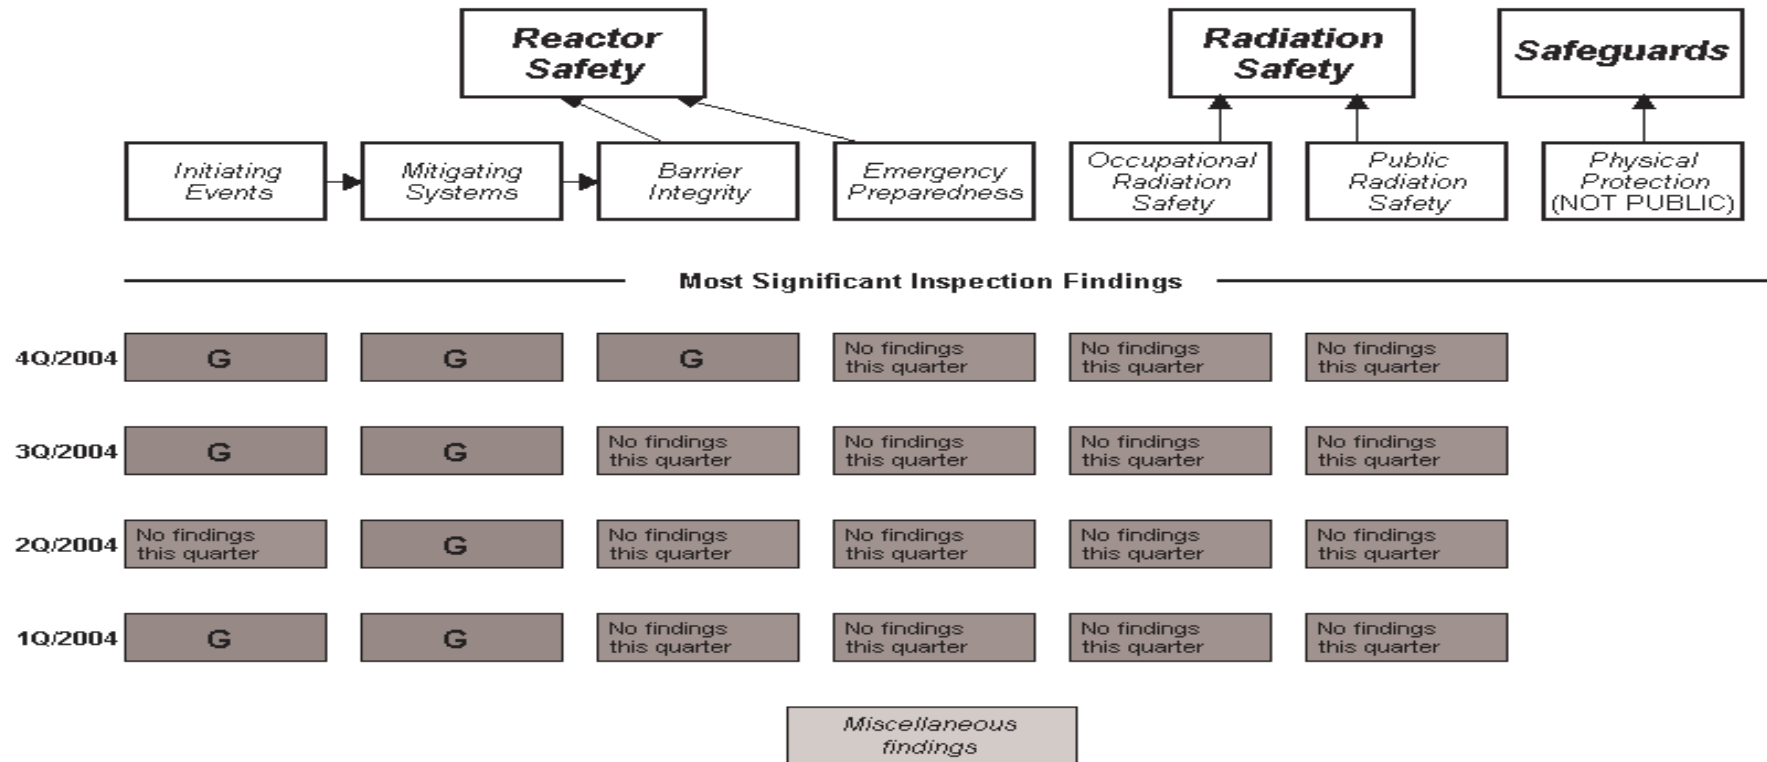 Reactor
Safety
Radiation
Safety
Safeguards
Initiating
Events
Mitigating
Systems
Barrier
Integrity
Emergency
Preparedness
Occupational
Radiation
Safety
Public
Radiation
Safety
Physical
Protection
(NOT PUBLIC)
Most Significant Inspection Findings
4Q/2004
G
G
G
No findings
this quarter
No findings
this quarter
No findings
this quarter
3Q/2004
G
G
No findings
this quarter
No findings
this quarter
No findings
this quarter
No findings
this quarter
2Q/2004
No findings
this quarter
G
No findings
this quarter
No findings
this quarter
No findings
this quarter
No findings
this quarter
1Q/2004
G
G
No findings
this quarter
No findings
this quarter
No findings
this quarter
No findings
this quarter
Miscellaneous
findings